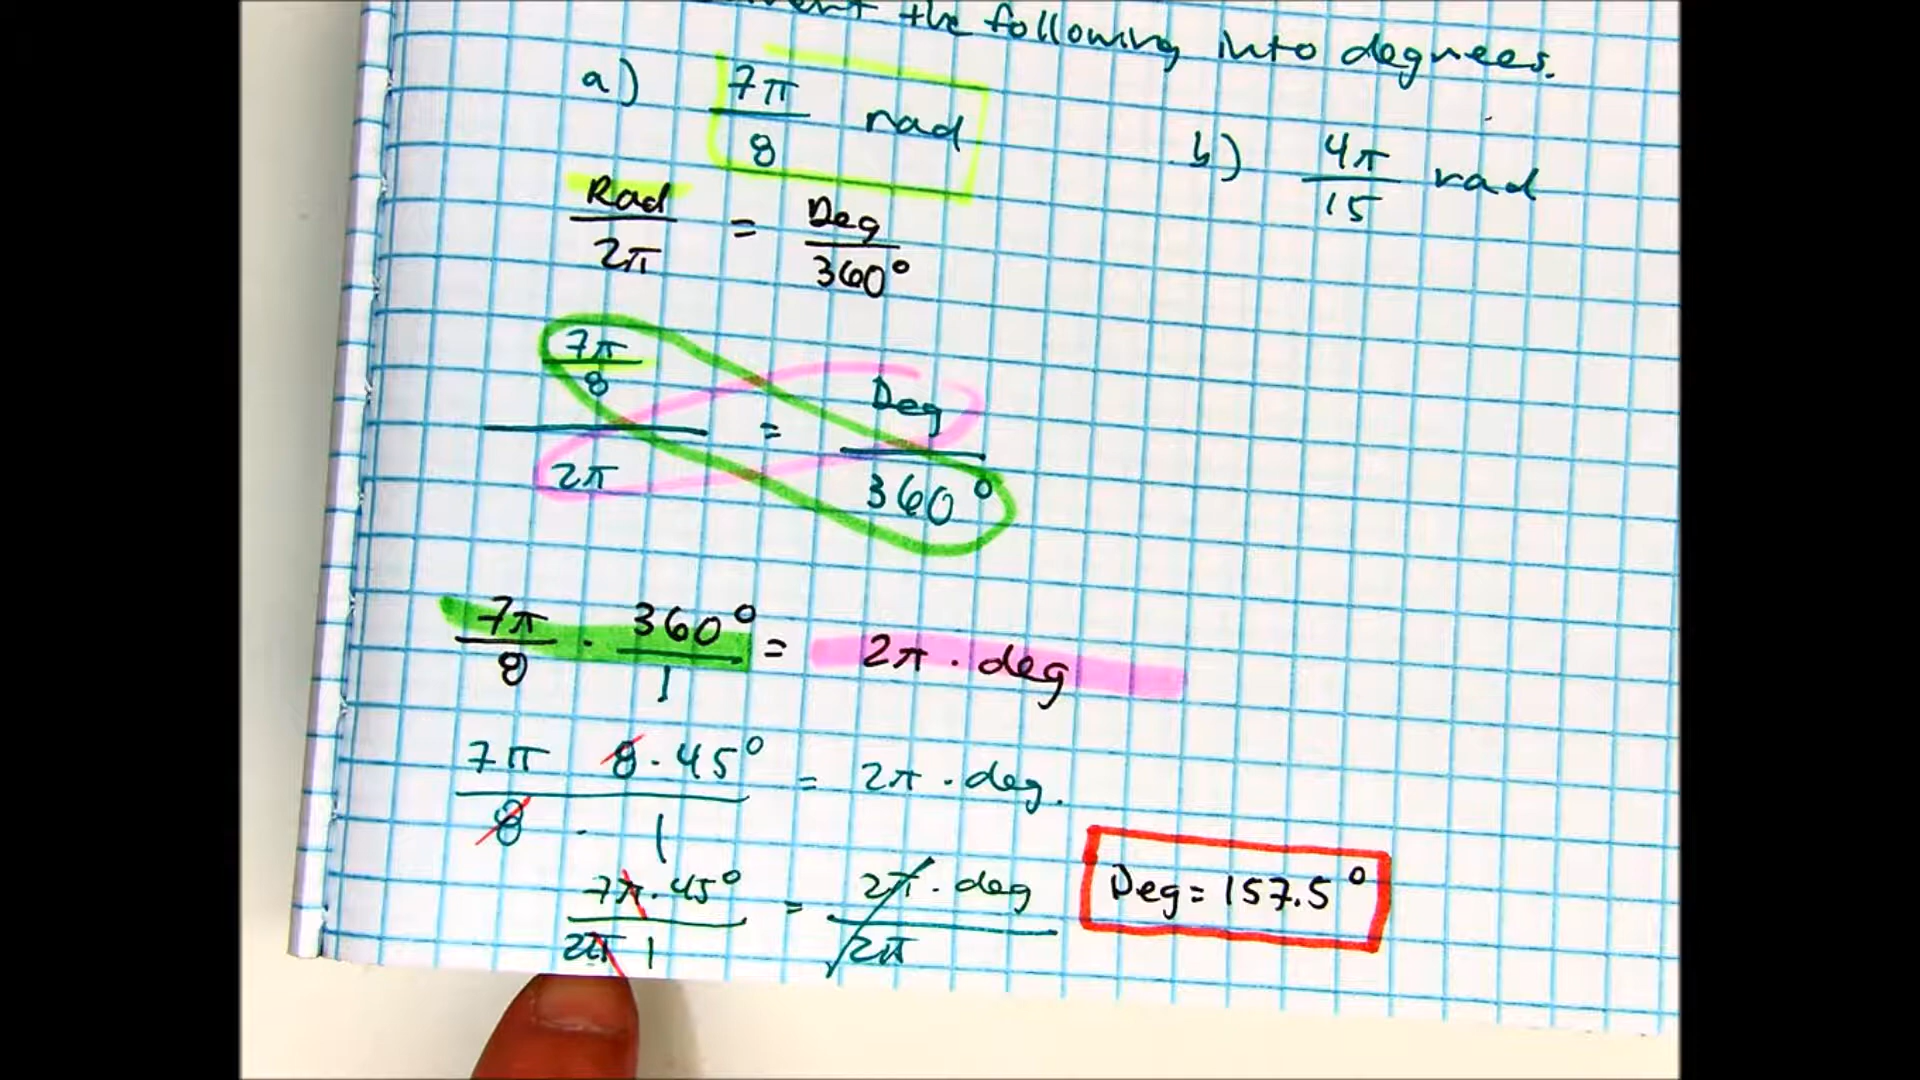 the following into degrees.
a) 7π/8 rad
b) 4π/15 rad
Rad/2π = Deg/360°
7π/8 / 2π = Deg/360°
7π/8 · 360°/1 = 2π · deg
7π 8 · 45° / 8 · 1 = 2π · deg.
7π · 45° / 2π 1 = 2π · deg / 2π
Deg = 157.5°